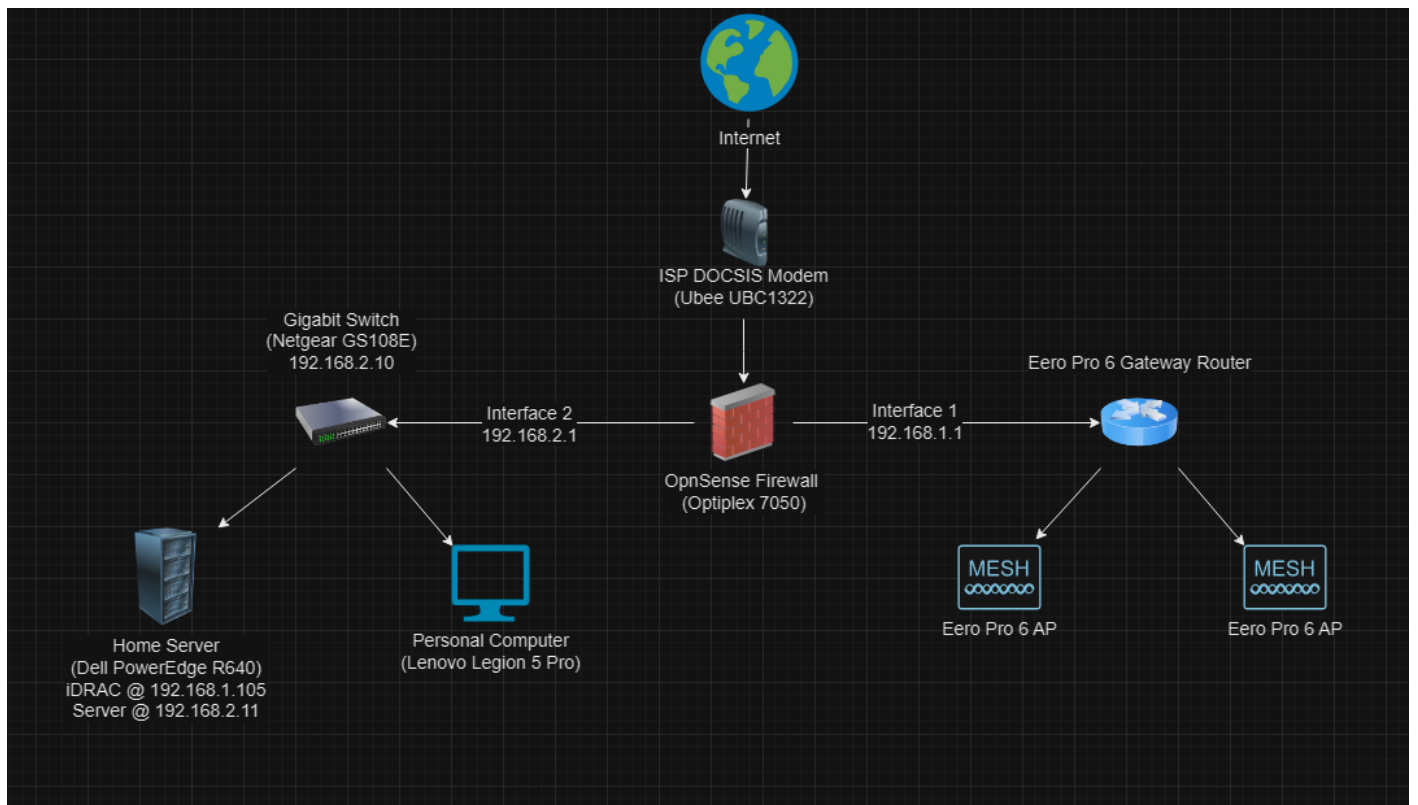 Internet
ISP DOCSIS Modem
(Ubee UBC1322)
Gigabit Switch
(Netgear GS108E)
192.168.2.10
Eero Pro 6 Gateway Router
Interface 2
192.168.2.1
Interface 1
192.168.1.1
OpnSense Firewall
(Optiplex 7050)
MESH
Eero Pro 6 AP
MESH
Eero Pro 6 AP
Home Server
(Dell PowerEdge R640)
iDRAC @ 192.168.1.105
Server @ 192.168.2.11
Personal Computer
(Lenovo Legion 5 Pro)